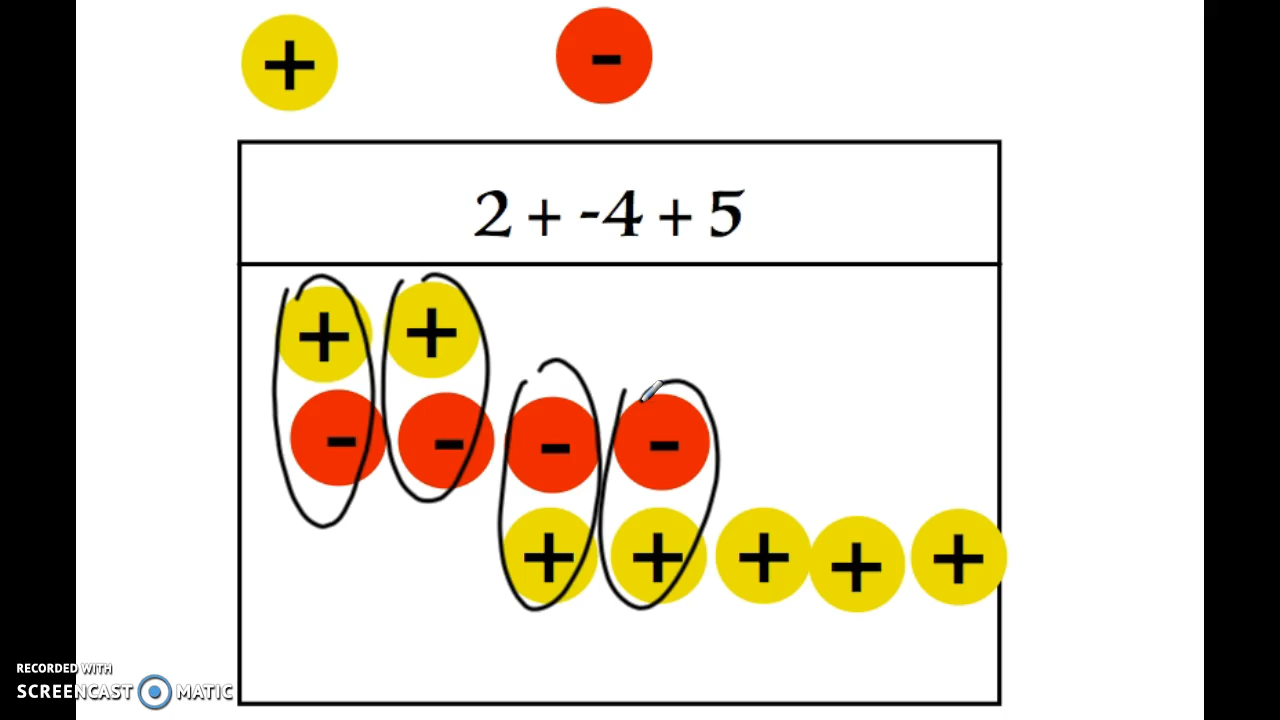 + -
2 + -4 + 5
+ +
- - - -
+ + + + +
RECORDED WITH
SCREENCAST MATIC